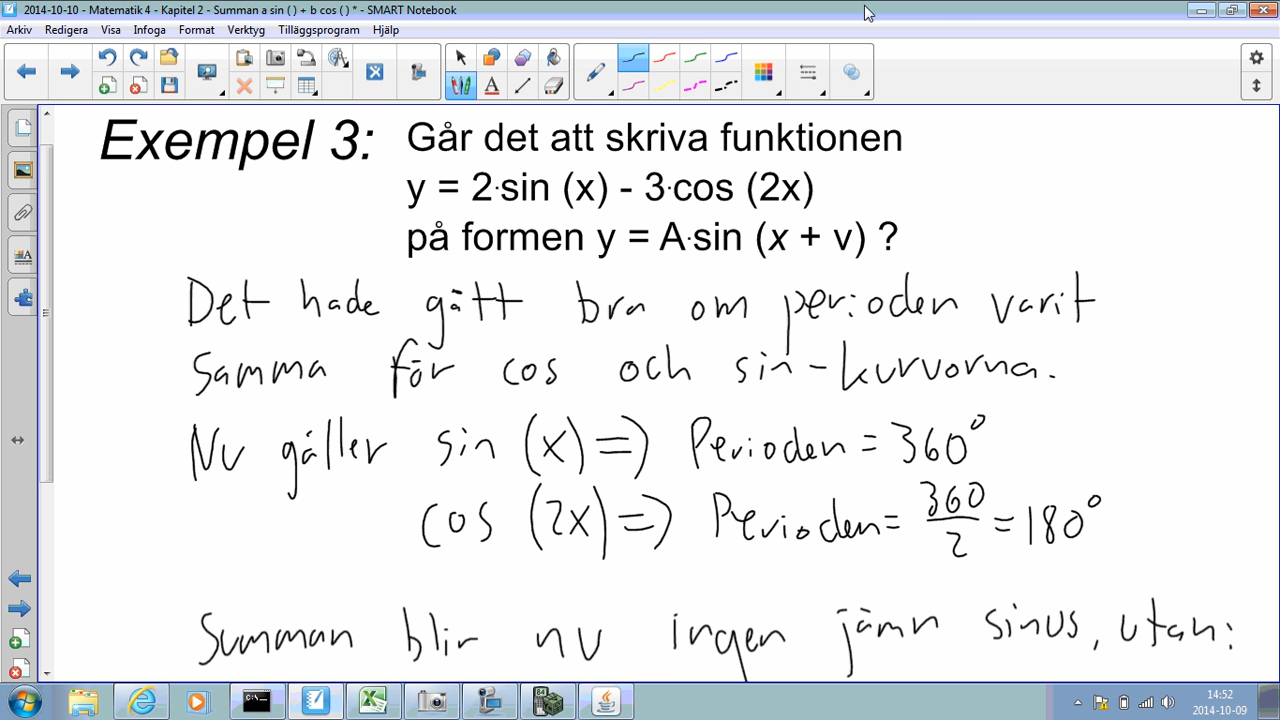 2014-10-10 - Matematik 4 - Kapitel 2 - Summan a sin ( ) + b cos ( ) * - SMART Notebook
Arkiv Redigera Visa Infoga Format Verktyg Tilläggsprogram Hjälp
Exempel 3: Går det att skriva funktionen
y = 2·sin (x) - 3·cos (2x)
på formen y = A·sin (x + v) ?
Det hade gått bra om perioden varit
samma för cos och sin-kurvorna.
Nu gäller sin (x) => Perioden = 360°
cos (2x) => Perioden = 360/2 = 180°
Summan blir nu ingen jämn sinus, utan:
14:52
2014-10-09